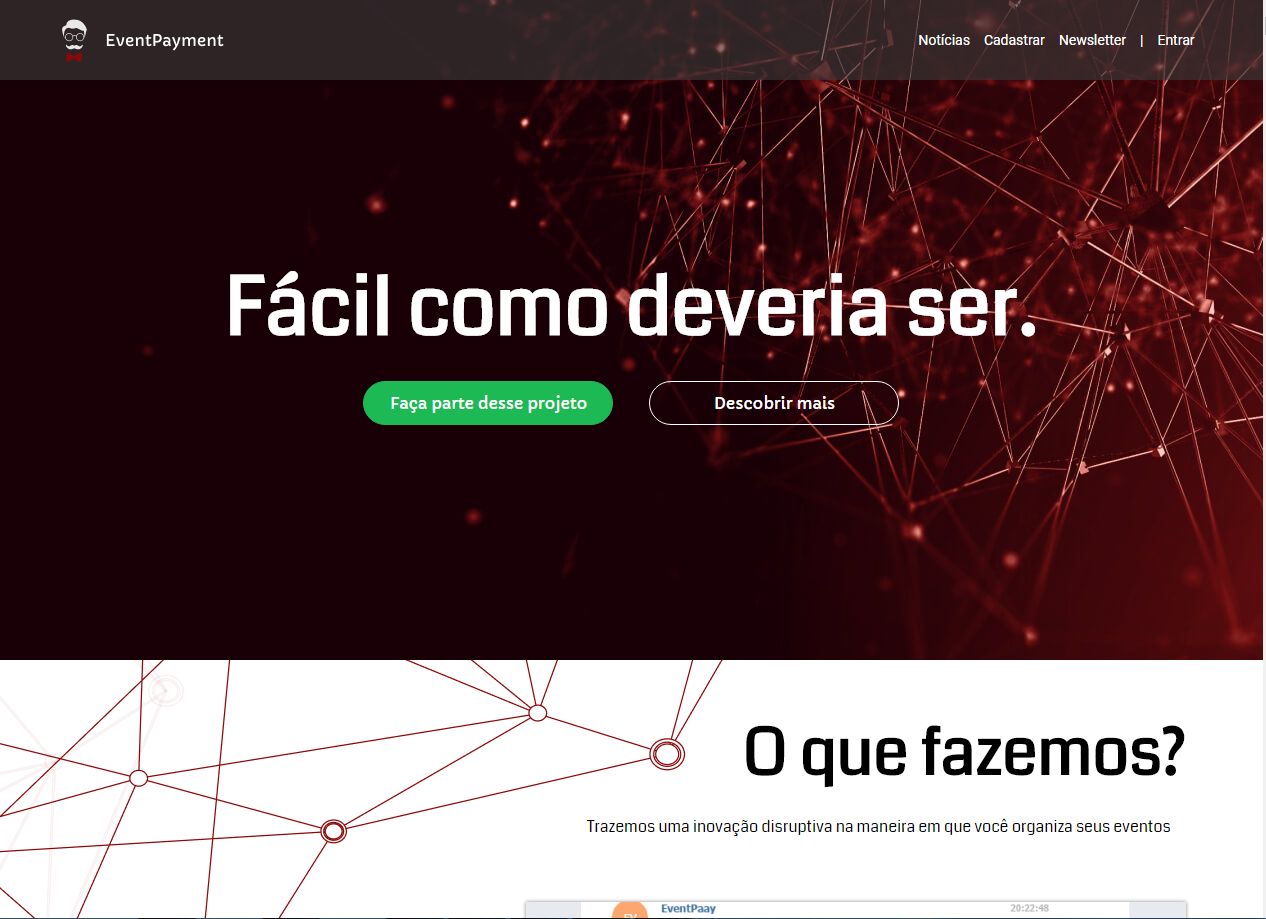 EventPayment
Notícias Cadastrar Newsletter | Entrar
Fácil como deveria ser.
Faça parte desse projeto
Descobrir mais
O que fazemos?
Trazemos uma inovação disruptiva na maneira em que você organiza seus eventos
EventPaay
20:22:48